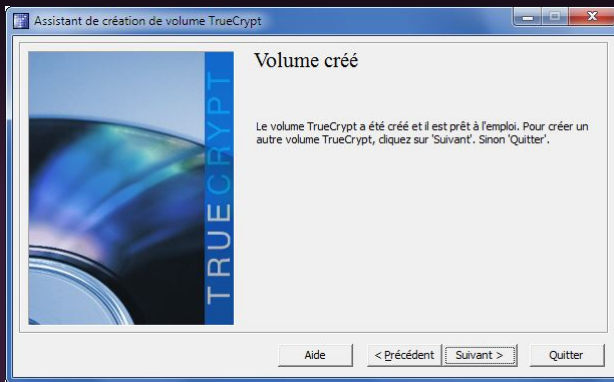 Assistant de création de volume TrueCrypt
TRUECRYPT
Volume créé
Le volume TrueCrypt a été créé et il est prêt à l'emploi. Pour créer un
autre volume TrueCrypt, cliquez sur 'Suivant'. Sinon 'Quitter'.
Aide
< Précédent
Suivant >
Quitter